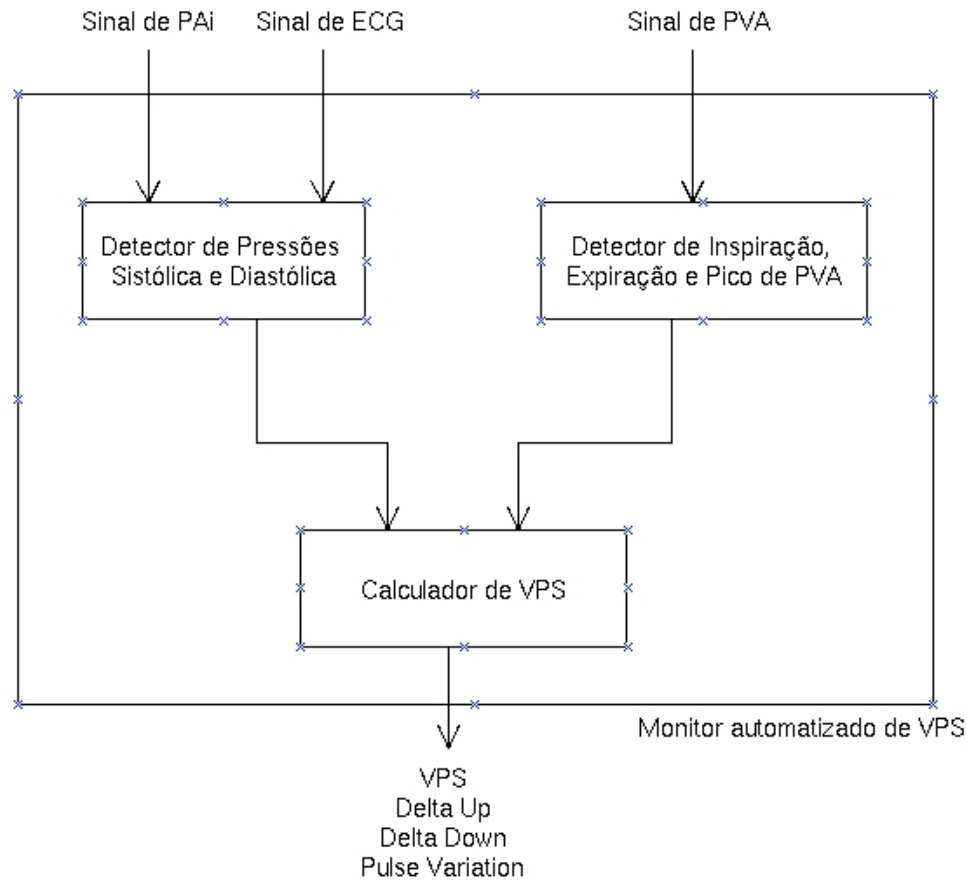 Sinal de PAi
Sinal de ECG
Sinal de PVA
Detector de Pressões
Sistólica e Diastólica
Detector de Inspiração,
Expiração e Pico de PVA
Calculador de VPS
Monitor automatizado de VPS
VPS
Delta Up
Delta Down
Pulse Variation